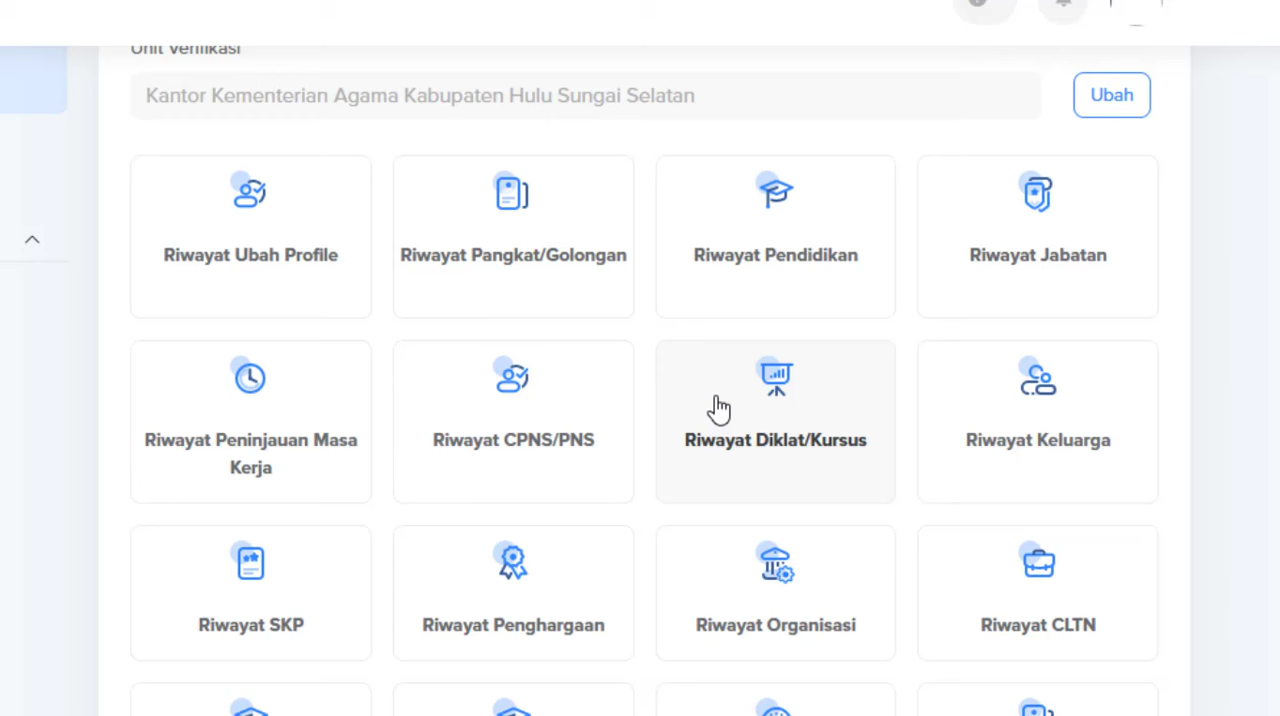 Unit Verifikasi
Kantor Kementerian Agama Kabupaten Hulu Sungai Selatan
Ubah
Riwayat Ubah Profile
Riwayat Pangkat/Golongan
Riwayat Pendidikan
Riwayat Jabatan
Riwayat Peninjauan Masa
Kerja
Riwayat CPNS/PNS
Riwayat Diklat/Kursus
Riwayat Keluarga
Riwayat SKP
Riwayat Penghargaan
Riwayat Organisasi
Riwayat CLTN